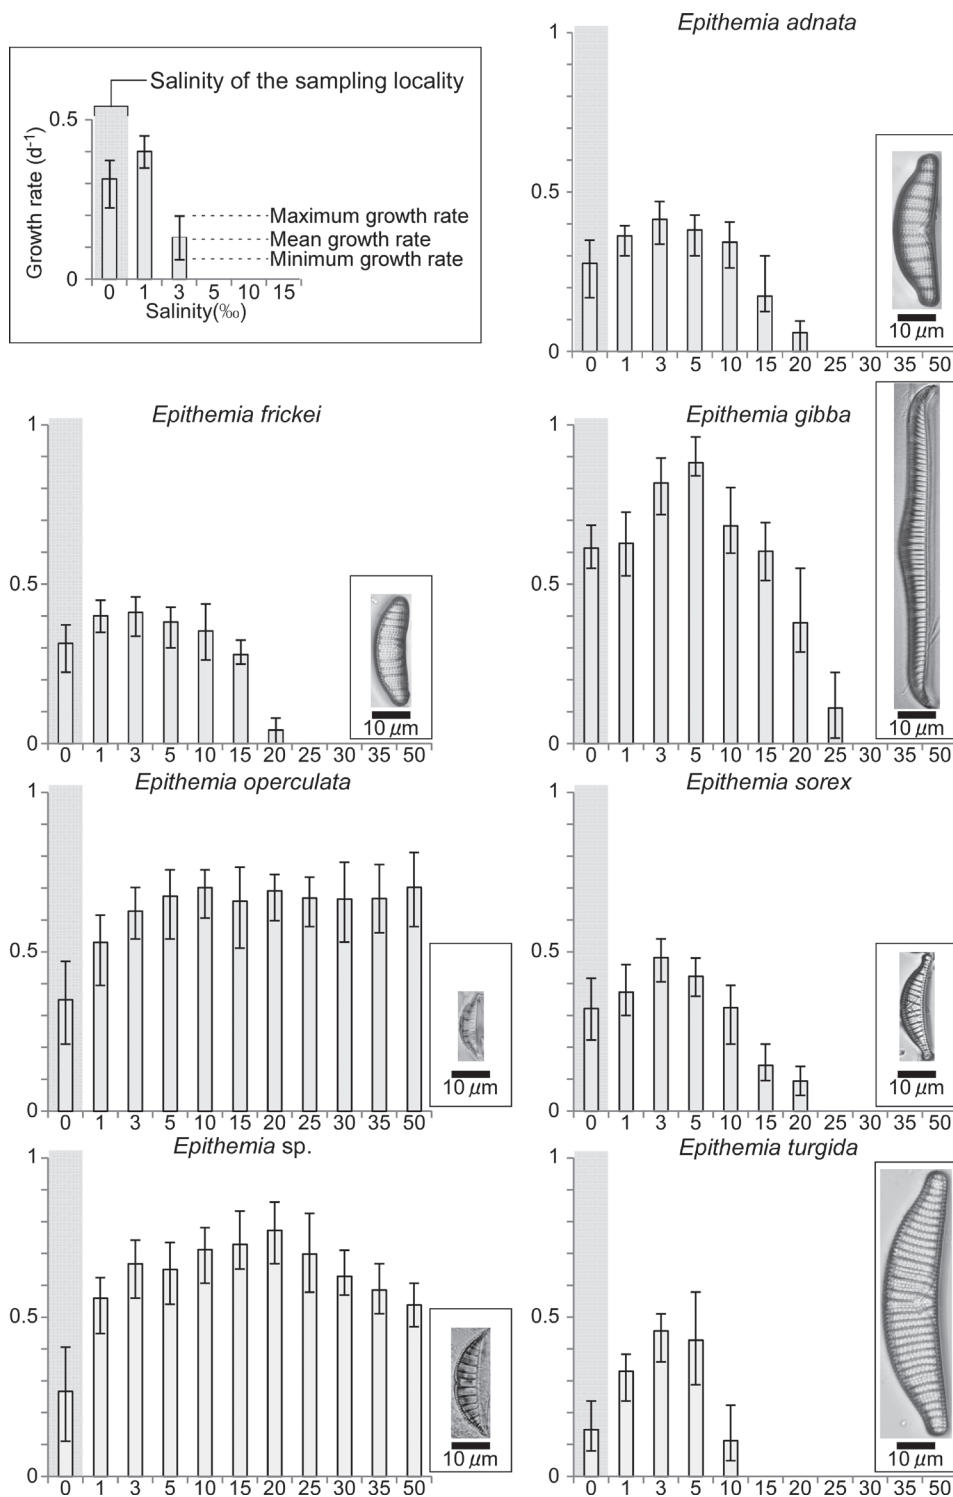 Salinity of the sampling locality
0.5
Growth rate (d-1)
Maximum growth rate
Mean growth rate
Minimum growth rate
0
0 1 3 5 10 15
Salinity(‰)
Epithemia adnata
1
0.5
0
0 1 3 5 10 15 20 25 30 35 50
10 μm
Epithemia frickei
1
0.5
0
0 1 3 5 10 15 20 25 30 35 50
10 μm
Epithemia gibba
1
0.5
0
0 1 3 5 10 15 20 25 30 35 50
10 μm
Epithemia operculata
1
0.5
0
0 1 3 5 10 15 20 25 30 35 50
10 μm
Epithemia sorex
1
0.5
0
0 1 3 5 10 15 20 25 30 35 50
10 μm
Epithemia sp.
1
0.5
0
0 1 3 5 10 15 20 25 30 35 50
10 μm
Epithemia turgida
1
0.5
0
0 1 3 5 10 15 20 25 30 35 50
10 μm